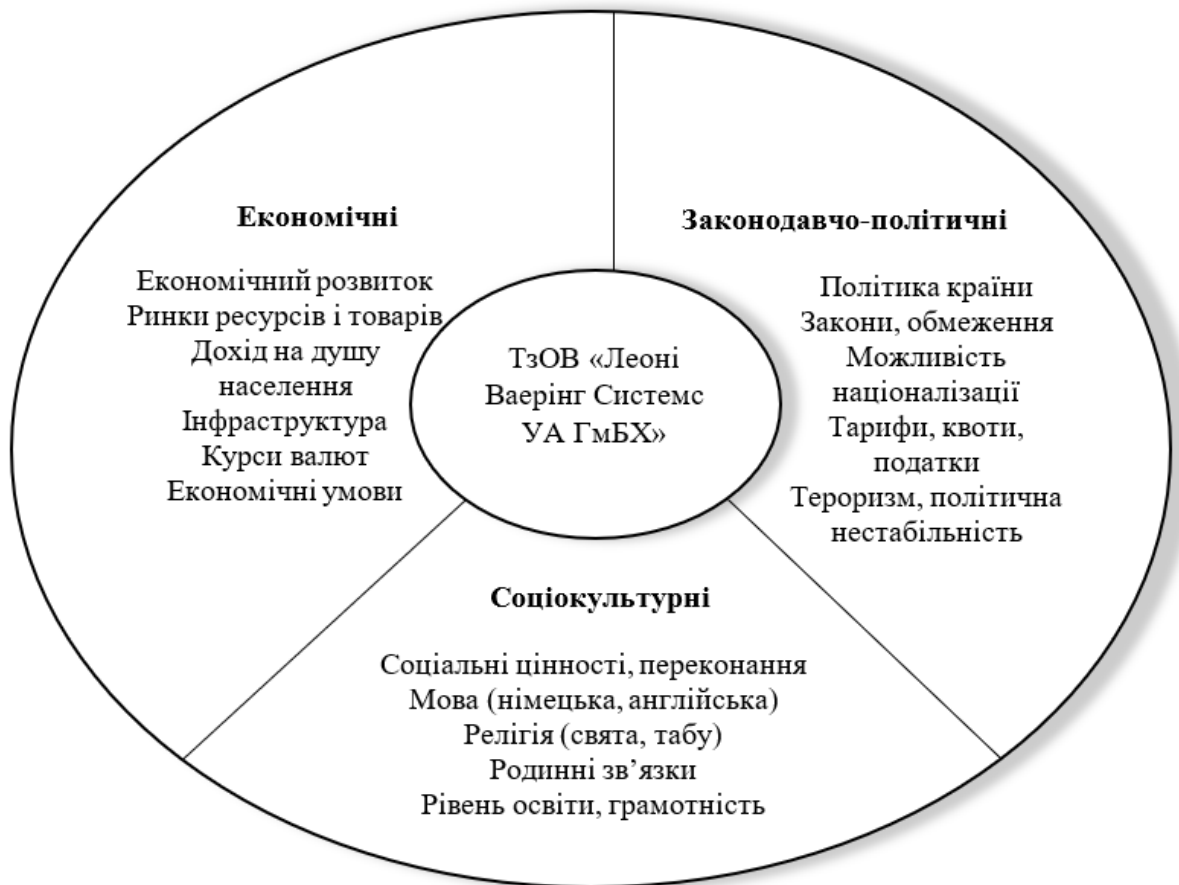 Економічні
Економічний розвиток
Ринки ресурсів і товарів
Дохід на душу
населення
Інфраструктура
Курси валют
Економічні умови
Законодавчо-політичні
Політика країни
Закони, обмеження
Можливість
націоналізації
Тарифи, квоти,
податки
Тероризм, політична
нестабільність
ТзОВ «Леоні
Ваерінг Системс
УА ГмБХ»
Соціокультурні
Соціальні цінності, переконання
Мова (німецька, англійська)
Релігія (свята, табу)
Родинні зв’язки
Рівень освіти, грамотність